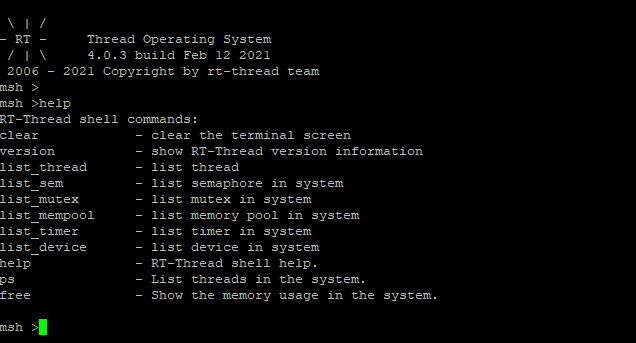 \ | /
- RT -     Thread Operating System
 / | \     4.0.3 build Feb 12 2021
 2006 - 2021 Copyright by rt-thread team
msh >
msh >help
RT-Thread shell commands:
clear            - clear the terminal screen
version          - show RT-Thread version information
list_thread      - list thread
list_sem         - list semaphore in system
list_mutex       - list mutex in system
list_mempool     - list memory pool in system
list_timer       - list timer in system
list_device      - list device in system
help             - RT-Thread shell help.
ps               - List threads in the system.
free             - Show the memory usage in the system.
msh >